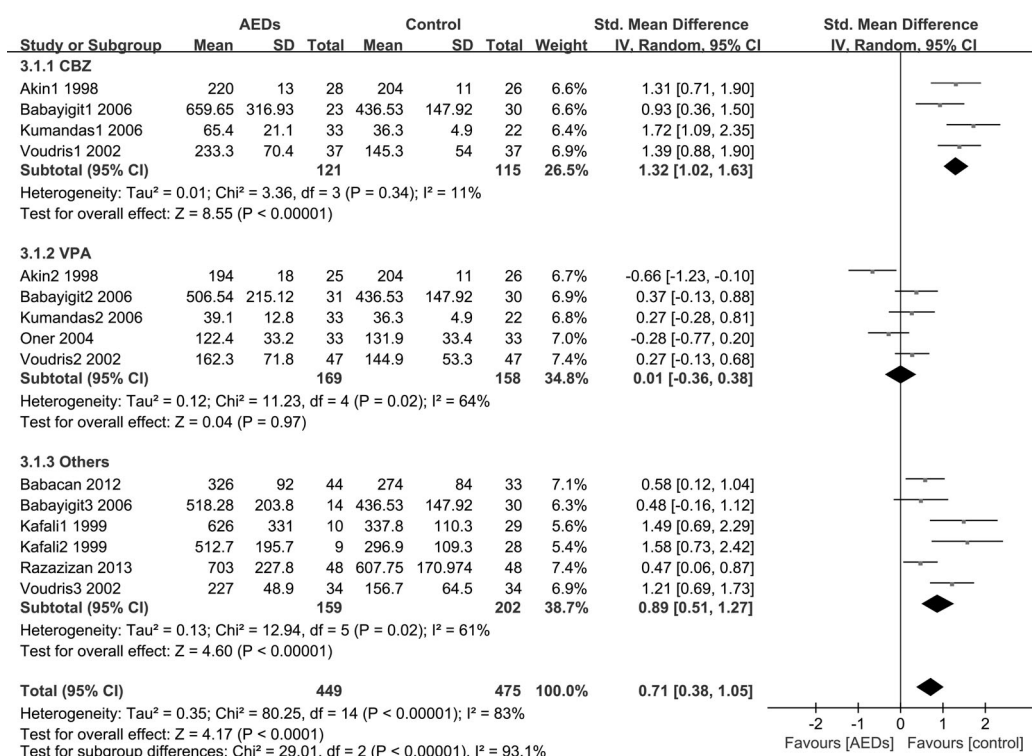 AEDs Control Std. Mean Difference Std. Mean Difference
Study or Subgroup Mean SD Total Mean SD Total Weight IV, Random, 95% CI IV, Random, 95% CI
3.1.1 CBZ
Akin1 1998 220 13 28 204 11 26 6.6% 1.31 [0.71, 1.90]
Babayigit1 2006 659.65 316.93 23 436.53 147.92 30 6.6% 0.93 [0.36, 1.50]
Kumandas1 2006 65.4 21.1 33 36.3 4.9 22 6.4% 1.72 [1.09, 2.35]
Voudris1 2002 233.3 70.4 37 145.3 54 37 6.9% 1.39 [0.88, 1.90]
Subtotal (95% CI) 121 115 26.5% 1.32 [1.02, 1.63]
Heterogeneity: Tau² = 0.01; Chi² = 3.36, df = 3 (P = 0.34); I² = 11%
Test for overall effect: Z = 8.55 (P < 0.00001)
3.1.2 VPA
Akin2 1998 194 18 25 204 11 26 6.7% -0.66 [-1.23, -0.10]
Babayigit2 2006 506.54 215.12 31 436.53 147.92 30 6.9% 0.37 [-0.13, 0.88]
Kumandas2 2006 39.1 12.8 33 36.3 4.9 22 6.8% 0.27 [-0.28, 0.81]
Oner 2004 122.4 33.2 33 131.9 33.4 33 7.0% -0.28 [-0.77, 0.20]
Voudris2 2002 162.3 71.8 47 144.9 53.3 47 7.4% 0.27 [-0.13, 0.68]
Subtotal (95% CI) 169 158 34.8% 0.01 [-0.36, 0.38]
Heterogeneity: Tau² = 0.12; Chi² = 11.23, df = 4 (P = 0.02); I² = 64%
Test for overall effect: Z = 0.04 (P = 0.97)
3.1.3 Others
Babacan 2012 326 92 44 274 84 33 7.1% 0.58 [0.12, 1.04]
Babayigit3 2006 518.28 203.8 14 436.53 147.92 30 6.3% 0.48 [-0.16, 1.12]
Kafali1 1999 626 331 10 337.8 110.3 29 5.6% 1.49 [0.69, 2.29]
Kafali2 1999 512.7 195.7 9 296.9 109.3 28 5.4% 1.58 [0.73, 2.42]
Razazizan 2013 703 227.8 48 607.75 170.974 48 7.4% 0.47 [0.06, 0.87]
Voudris3 2002 227 48.9 34 156.7 64.5 34 6.9% 1.21 [0.69, 1.73]
Subtotal (95% CI) 159 202 38.7% 0.89 [0.51, 1.27]
Heterogeneity: Tau² = 0.13; Chi² = 12.94, df = 5 (P = 0.02); I² = 61%
Test for overall effect: Z = 4.60 (P < 0.00001)
Total (95% CI) 449 475 100.0% 0.71 [0.38, 1.05]
Heterogeneity: Tau² = 0.35; Chi² = 80.25, df = 14 (P < 0.00001); I² = 83%
Test for overall effect: Z = 4.17 (P < 0.0001)
Test for subgroup differences: Chi² = 29.01, df = 2 (P < 0.00001), I² = 93.1%
-2 -1 0 1 2
Favours [AEDs] Favours [control]